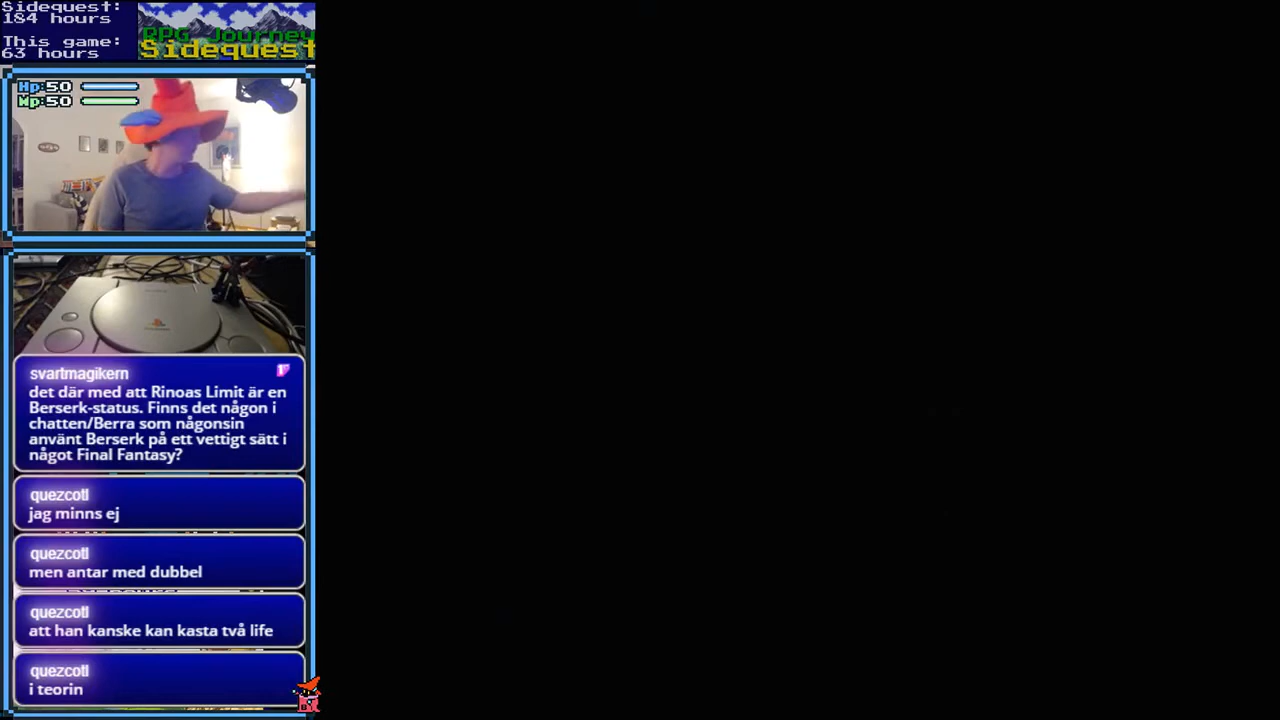 Sidequest:
184 hours
This game:
63 hours
RPG Journey
Sidequest
Hp:50
Mp:50
svartmagikern
det där med att Rinoas Limit är en
Berserk-status. Finns det någon i
chatten/Berra som någonsin
använt Berserk på ett vettigt sätt i
något Final Fantasy?
quezcotl
jag minns ej
quezcotl
men antar med dubbel
quezcotl
att han kanske kan kasta två life
quezcotl
i teorin